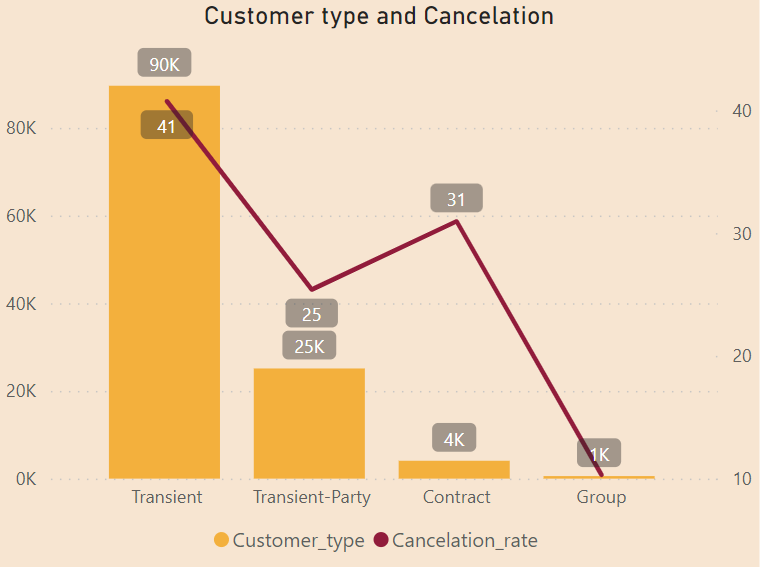 Customer type and Cancelation
90K
41
80K
40
31
60K
30
25
40K
25K
20
20K
4K
1K
0K
10
Transient Transient-Party Contract Group
Customer_type Cancelation_rate